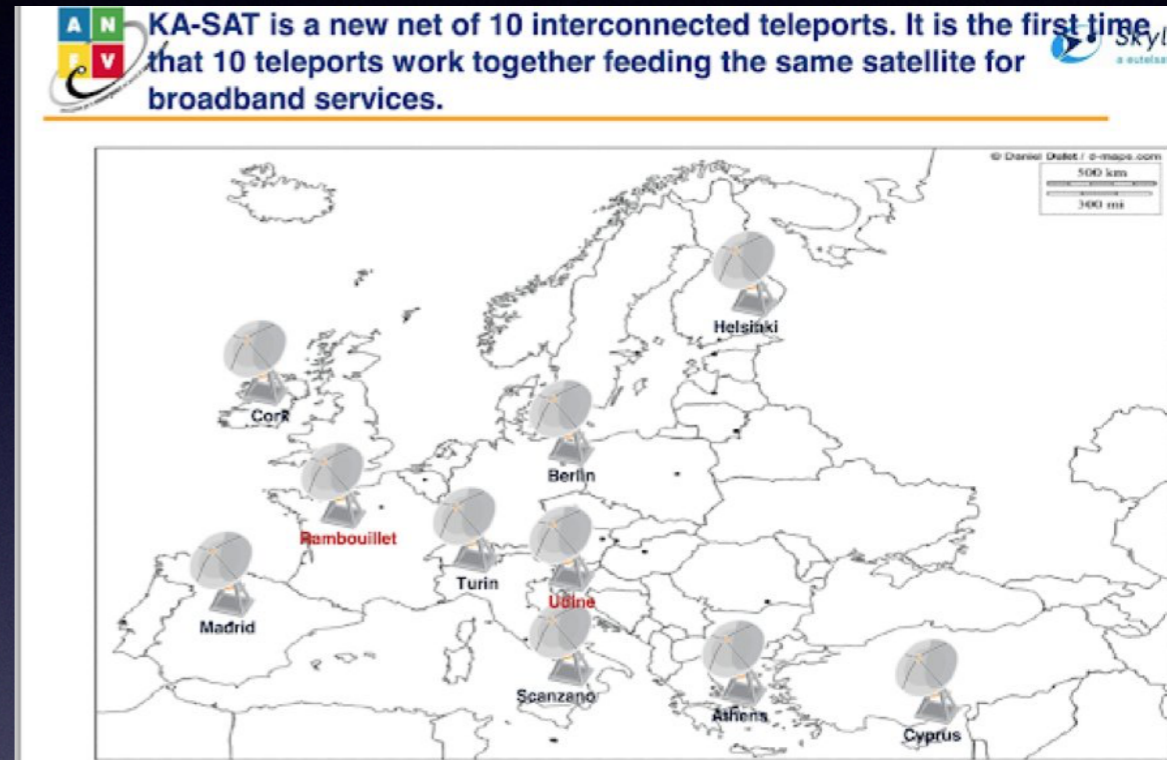 A N
F V
KA-SAT is a new net of 10 interconnected teleports. It is the first time
that 10 teleports work together feeding the same satellite for
broadband services.
© Daniel Dalet / d-maps.com
500 km
300 mi
Helsinki
Cork
Berlin
Rambouillet
Turin
Udine
Madrid
Scanzano
Athens
Cyprus